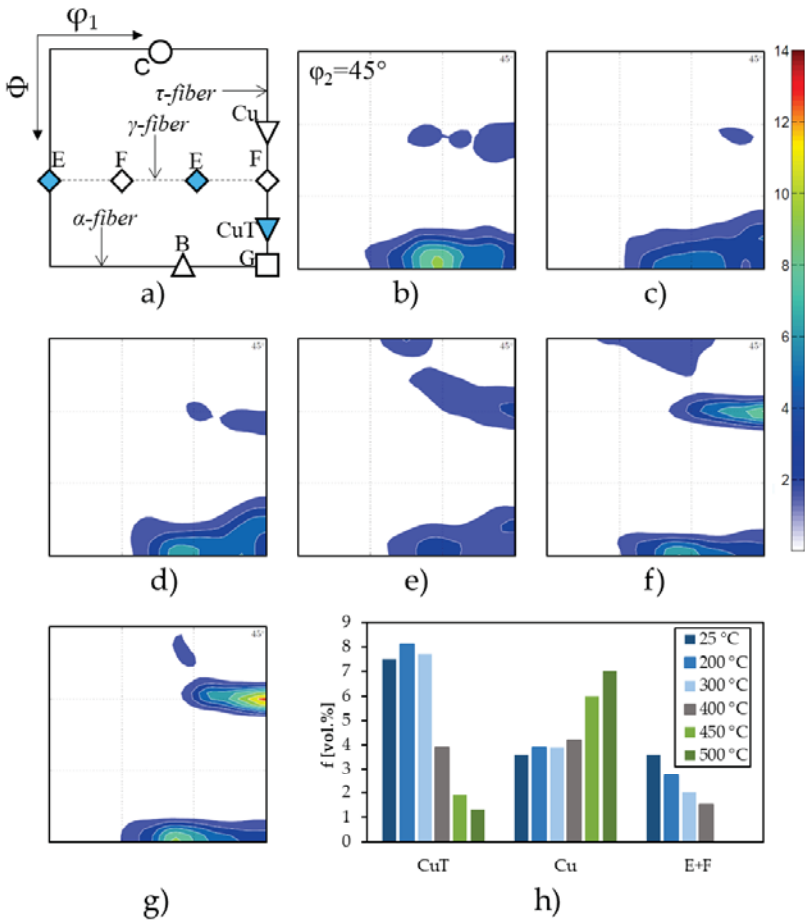 φ₁
Φ
C
τ-fiber
Cu
γ-fiber
E F E F
α-fiber
CuT
B
G
a)
φ₂=45°
45°
b)
45°
c)
14
12
10
8
6
4
2
45°
d)
45°
e)
45°
f)
45°
g)
9
8
7
6
5
4
3
2
1
0
f [vol.%]
25 °C
200 °C
300 °C
400 °C
450 °C
500 °C
CuT Cu E+F
h)